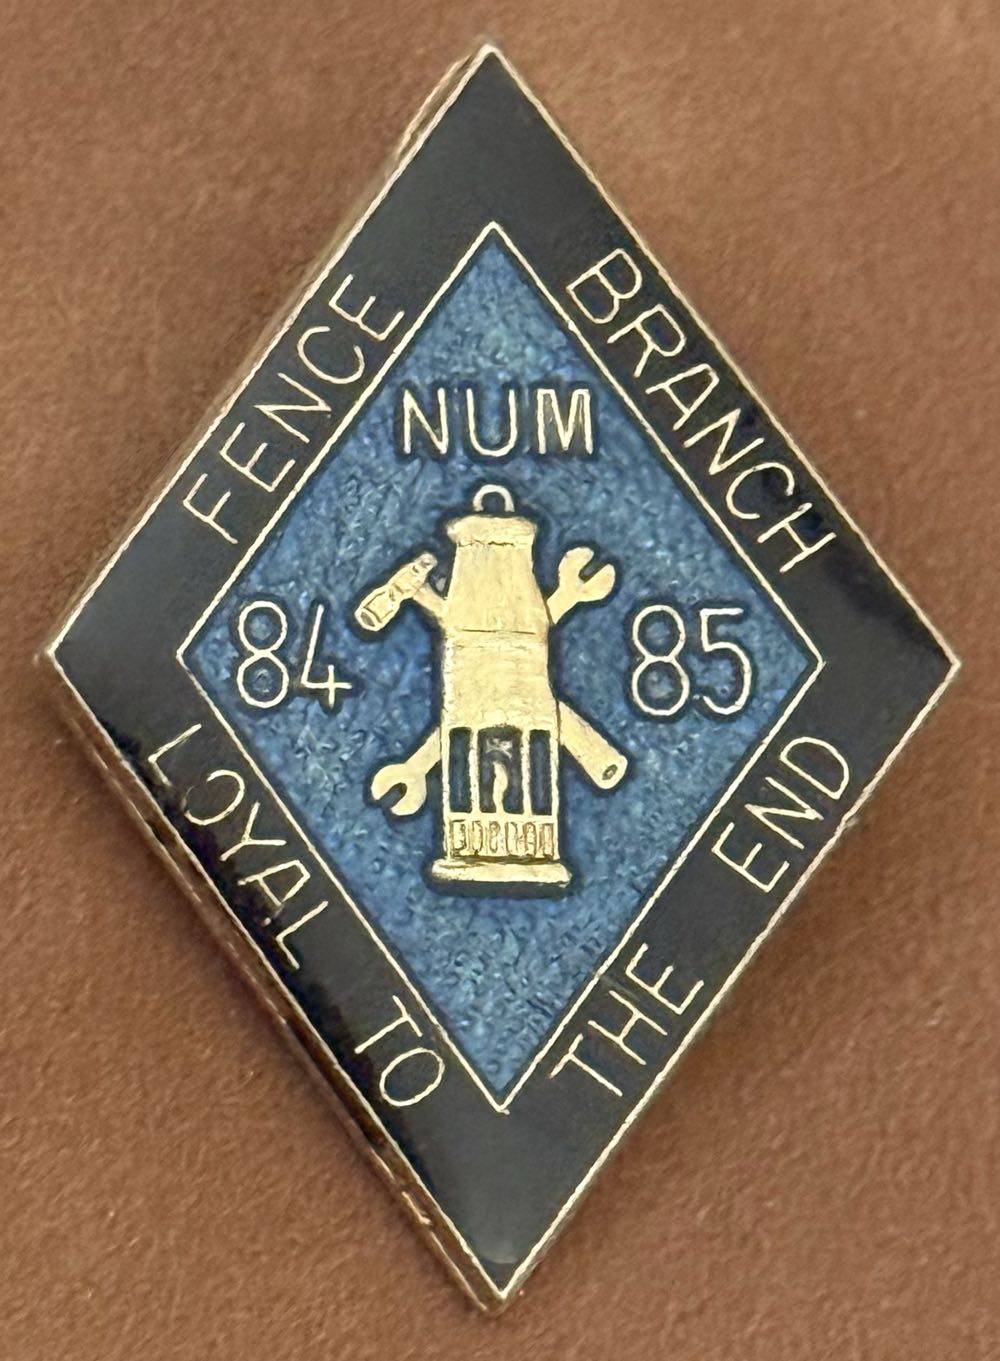 FENCE BRANCH
NUM
84 85
LOYAL TO THE END